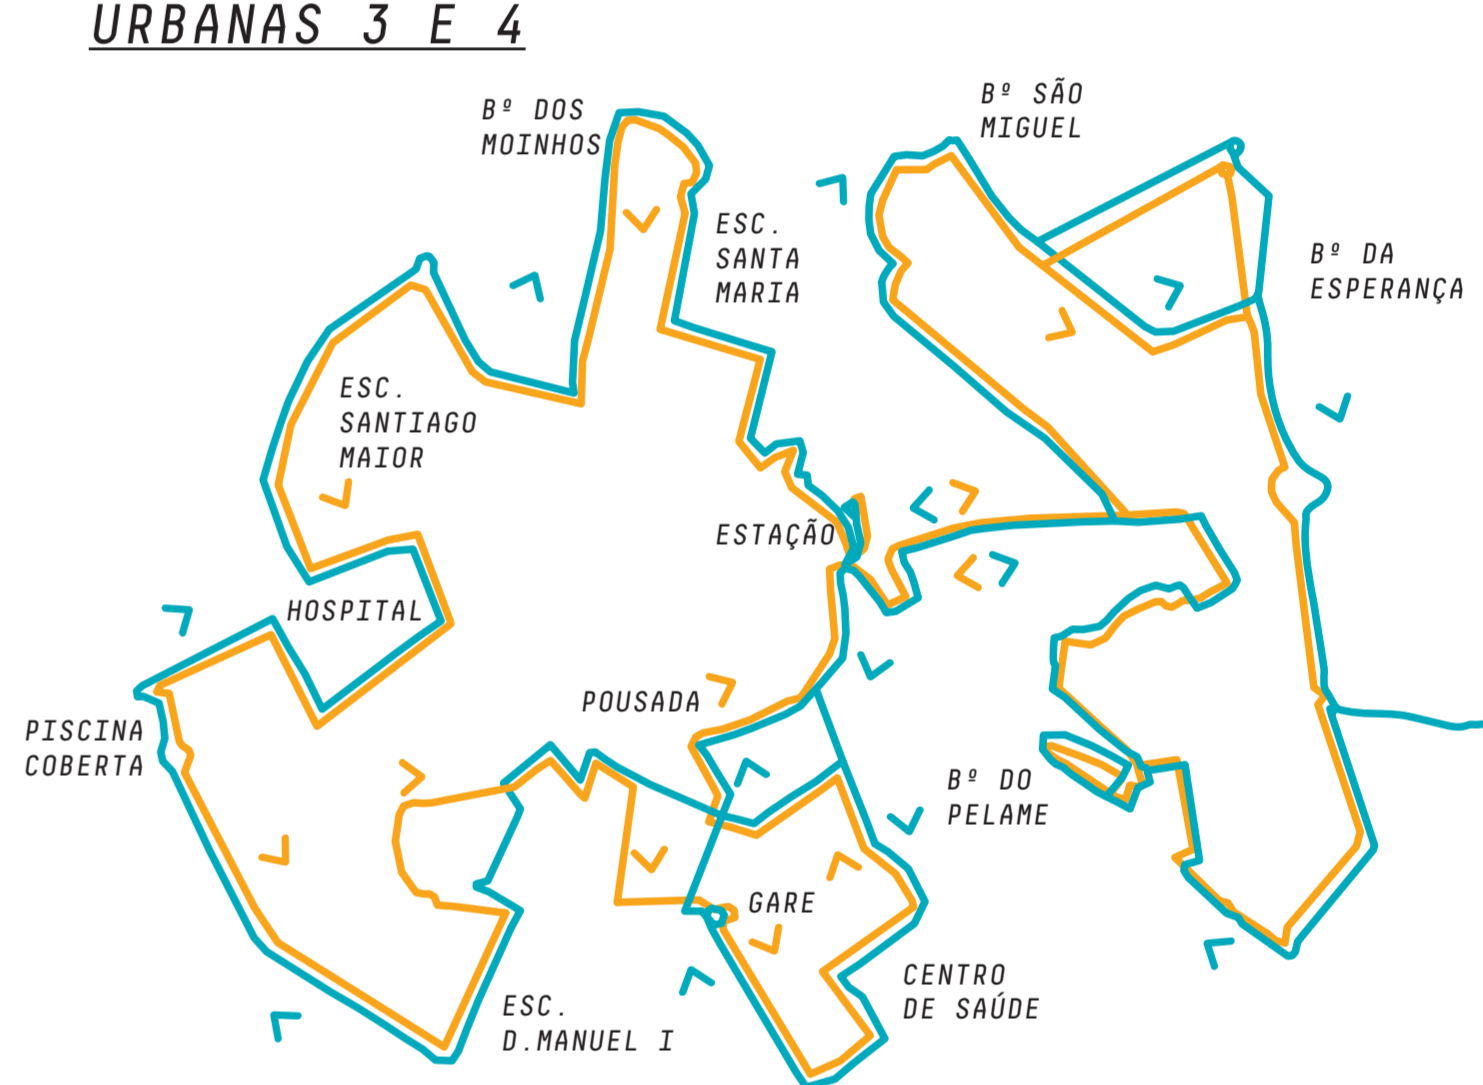 URBANAS 3 E 4
Bº DOS
MOINHOS
Bº SÃO
MIGUEL
ESC.
SANTA
MARIA
Bº DA
ESPERANÇA
ESC.
SANTIAGO
MAIOR
ESTAÇÃO
HOSPITAL
POUSADA
PISCINA
COBERTA
Bº DO
PELAME
GARE
CENTRO
DE SAÚDE
ESC.
D.MANUEL I